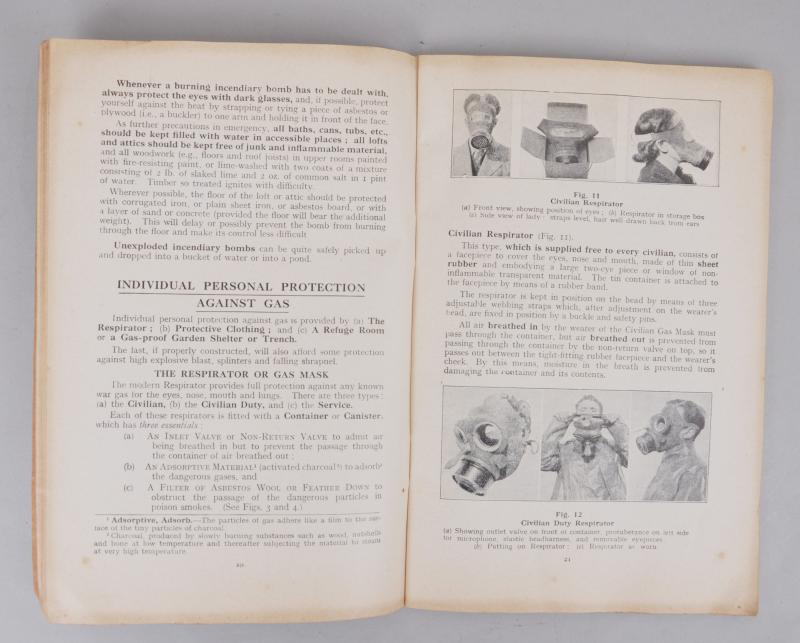 Whenever a burning incendiary bomb has to be dealt with,
always protect the eyes with dark glasses, and, if possible, protect
yourself against the heat by strapping or tying a piece of asbestos or
plywood (i.e., a buckler) to one arm and holding it in front of the face.
As further precautions in emergency, all baths, cans, tubs, etc.,
should be kept filled with water in accessible places ; all lofts
and attics should be kept free of junk and inflammable material,
and all woodwork (e.g., floors and roof joists) in upper rooms painted
with fire-resisting paint, or lime-washed with two coats of a mixture
consisting of 2 lb. of slaked lime and 2 oz. of common salt in 1 pint
of water. Timber so treated ignites with difficulty.
Wherever possible, the floor of the loft or attic should be protected
with corrugated iron, or plain sheet iron, or asbestos board, or with
a layer of sand or concrete (provided the floor will bear the additional
weight). This will delay or possibly prevent the bomb from burning
through the floor and make its control less difficult
Unexploded incendiary bombs can be quite safely picked up
and dropped into a bucket of water or into a pond.
INDIVIDUAL PERSONAL PROTECTION
AGAINST GAS
Individual personal protection against gas is provided by (a) The
Respirator ; (b) Protective Clothing ; and (c) A Refuge Room
or a Gas-proof Garden Shelter or Trench.
The last, if properly constructed, will also afford some protection
against high explosive blast, splinters and falling shrapnel.
THE RESPIRATOR OR GAS MASK
The modern Respirator provides full protection against any known
war gas for the eyes, nose, mouth and lungs. There are three types :
(a) the Civilian, (b) the Civilian Duty, and (c) the Service.
Each of these respirators is fitted with a Container or Canister.
which has three essentials :
(a) An Inlet Valve or Non-Return Valve to admit air
being breathed in but to prevent the passage through
the container of air breathed out ;
(b) An Adsorptive Material¹ (activated charcoal²) to adsorb¹
the dangerous gases, and
(c) A Filter of Asbestos Wool or Feather Down to
obstruct the passage of the dangerous particles in
poison smokes. (See Figs. 3 and 4.)
¹ Adsorptive, Adsorb.—The particles of gas adhere like a film to the sur-
face of the tiny particles of charcoal.
² Charcoal, produced by slowly burning substances such as wood, nutshells
and bone at low temperature and thereafter subjecting the material to steam
at very high temperature.
20
Fig. 11
Civilian Respirator
(a) Front view, showing position of eyes ; (b) Respirator in storage box
(c) Side view of lady : straps level, hair well drawn back from ears
Civilian Respirator (Fig. 11).
This type, which is supplied free to every civilian, consists of
a facepiece to cover the eyes, nose and mouth, made of thin sheet
rubber and embodying a large two-eye piece or window of non-
inflammable transparent material. The tin container is attached to
the facepiece by means of a rubber band.
The respirator is kept in position on the head by means of three
adjustable webbing straps which, after adjustment on the wearer's
head, are fixed in position by a buckle and safety pins.
All air breathed in by the wearer of the Civilian Gas Mask must
pass through the container, but air breathed out is prevented from
passing through the container by the non-return valve on top, so it
passes out between the tight-fitting rubber facepiece and the wearer's
cheek. By this means, moisture in the breath is prevented from
damaging the container and its contents.
Fig. 12
Civilian Duty Respirator
(a) Showing outlet valve on front of container, protuberance on left side
for microphone, elastic headharness, and removable eyepieces
(b) Putting on Respirator : (c) Respirator as worn
21